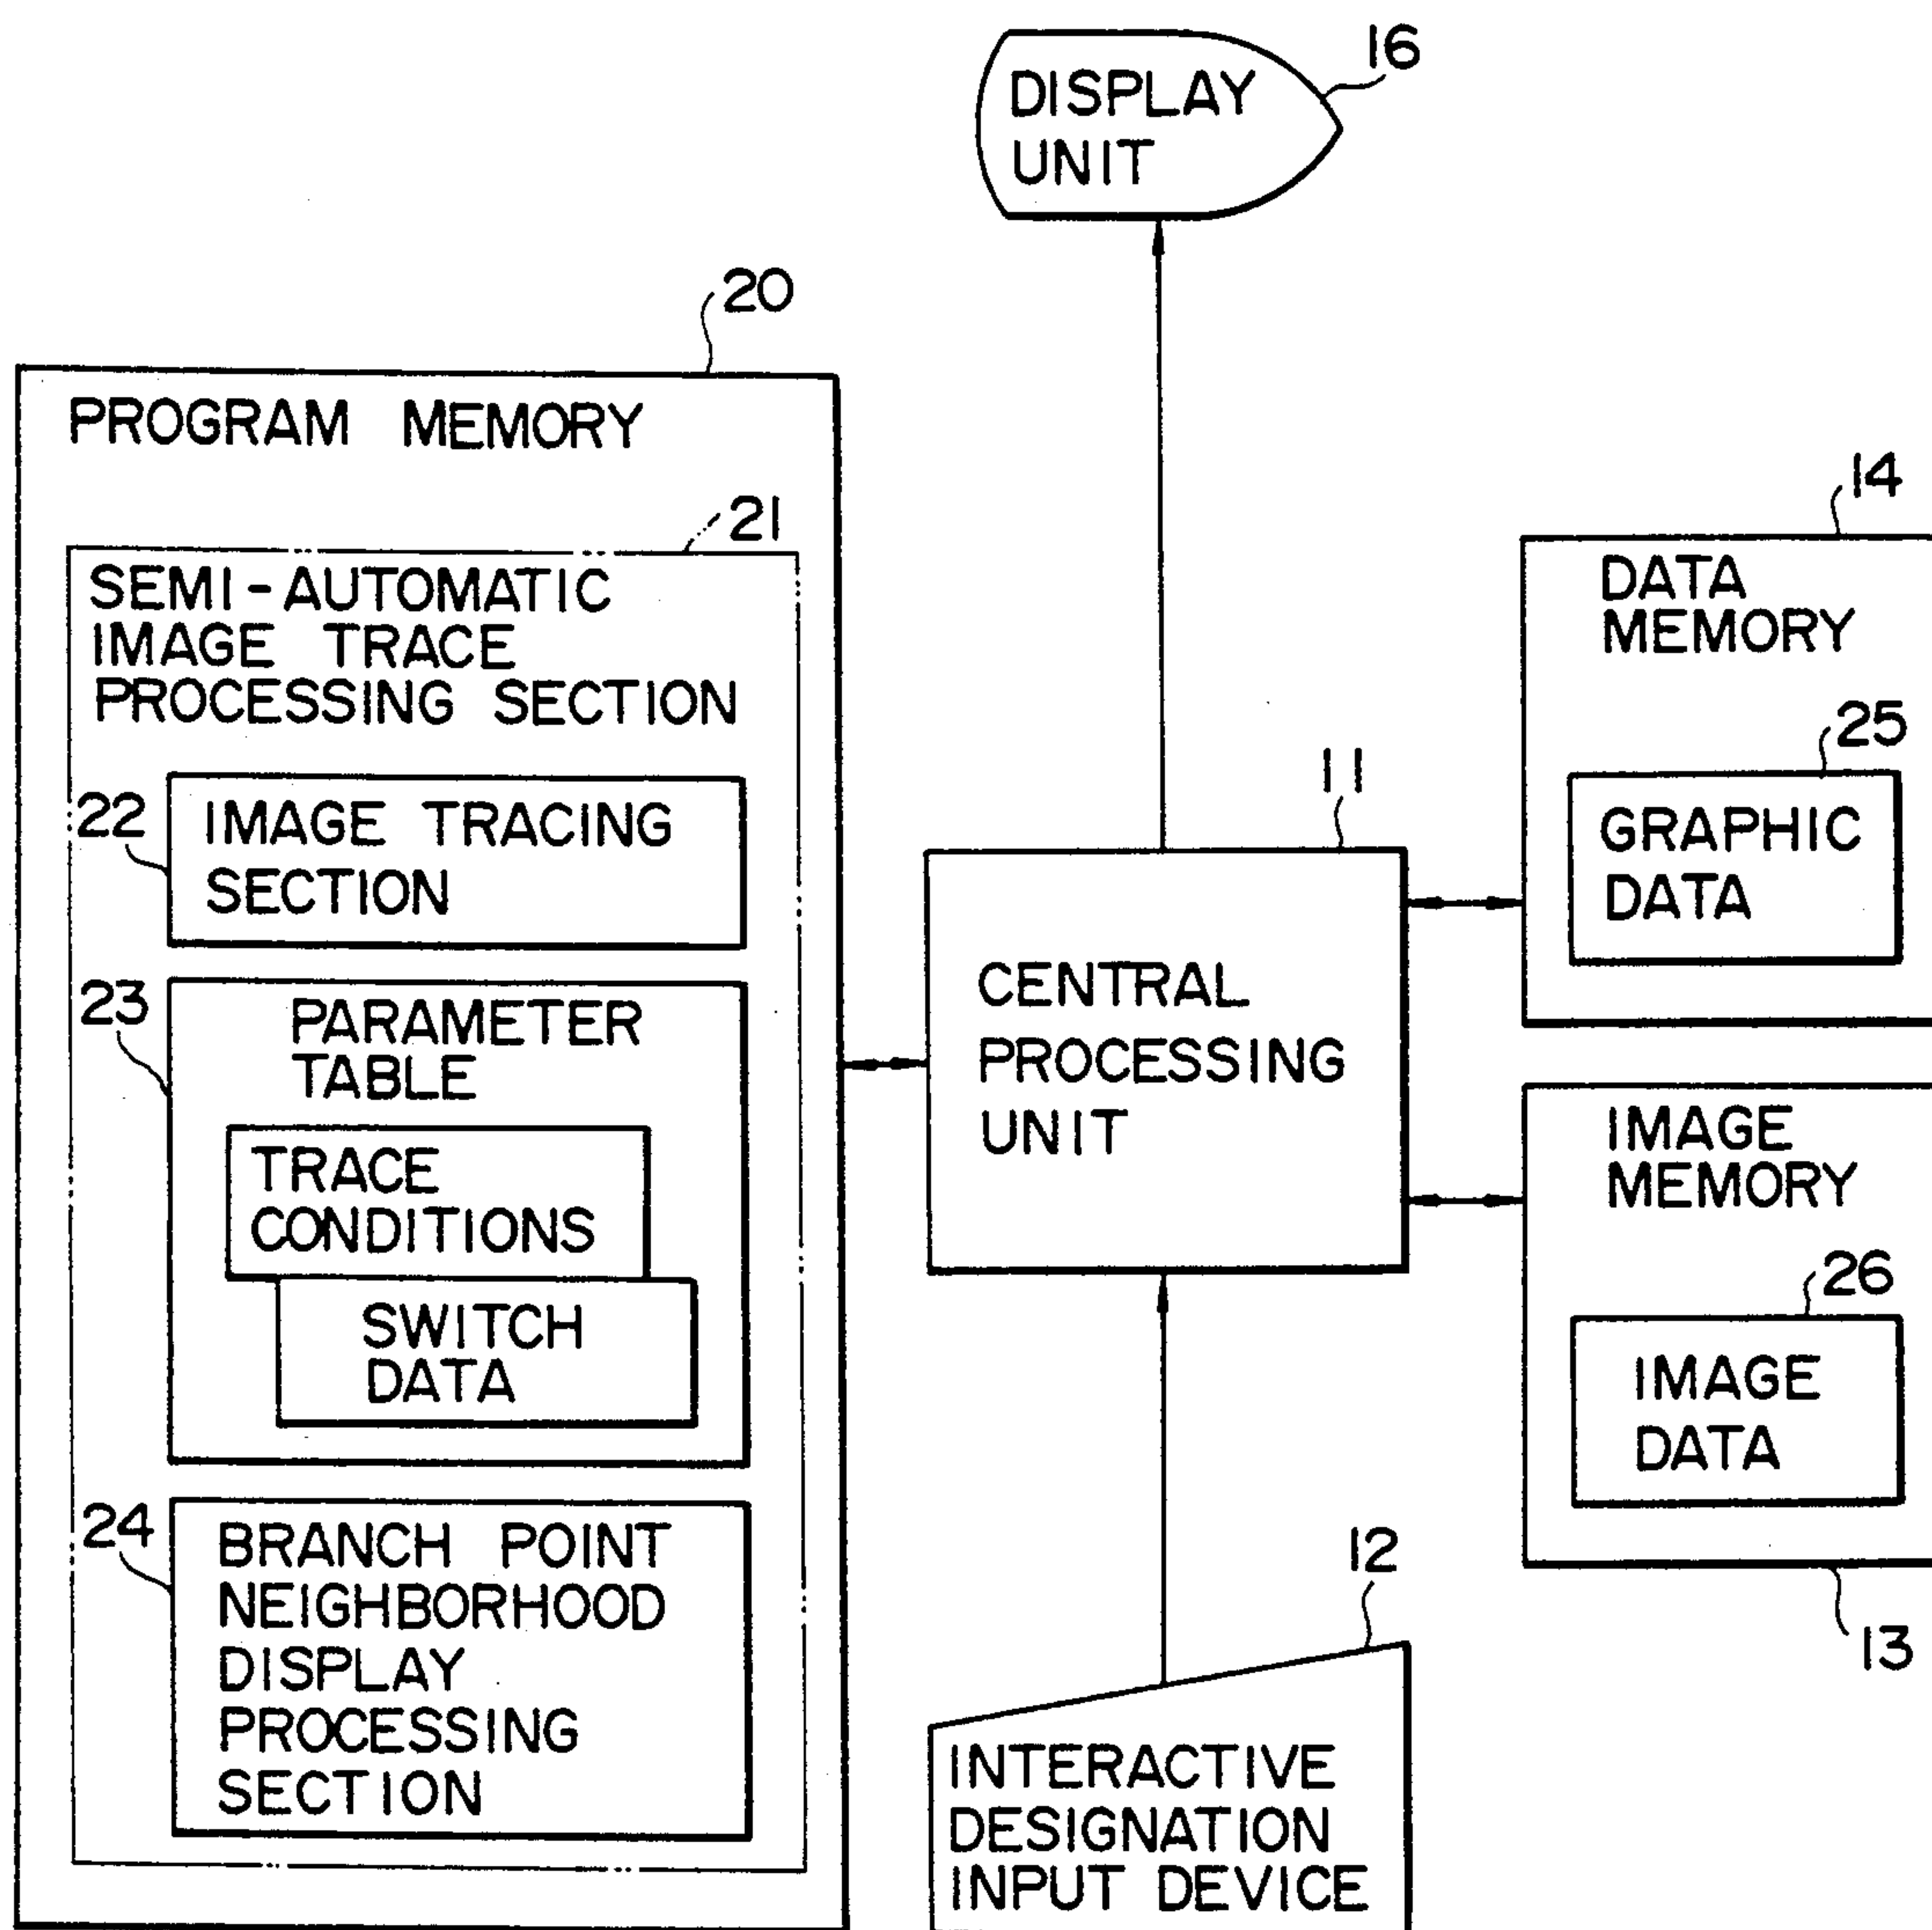 16
DISPLAY
UNIT
20
PROGRAM MEMORY
21
SEMI-AUTOMATIC
IMAGE TRACE
PROCESSING SECTION
22
IMAGE TRACING
SECTION
23
PARAMETER
TABLE
TRACE
CONDITIONS
SWITCH
DATA
24
BRANCH POINT
NEIGHBORHOOD
DISPLAY
PROCESSING
SECTION
11
CENTRAL
PROCESSING
UNIT
12
INTERACTIVE
DESIGNATION
INPUT DEVICE
14
DATA
MEMORY
25
GRAPHIC
DATA
IMAGE
MEMORY
26
IMAGE
DATA
13